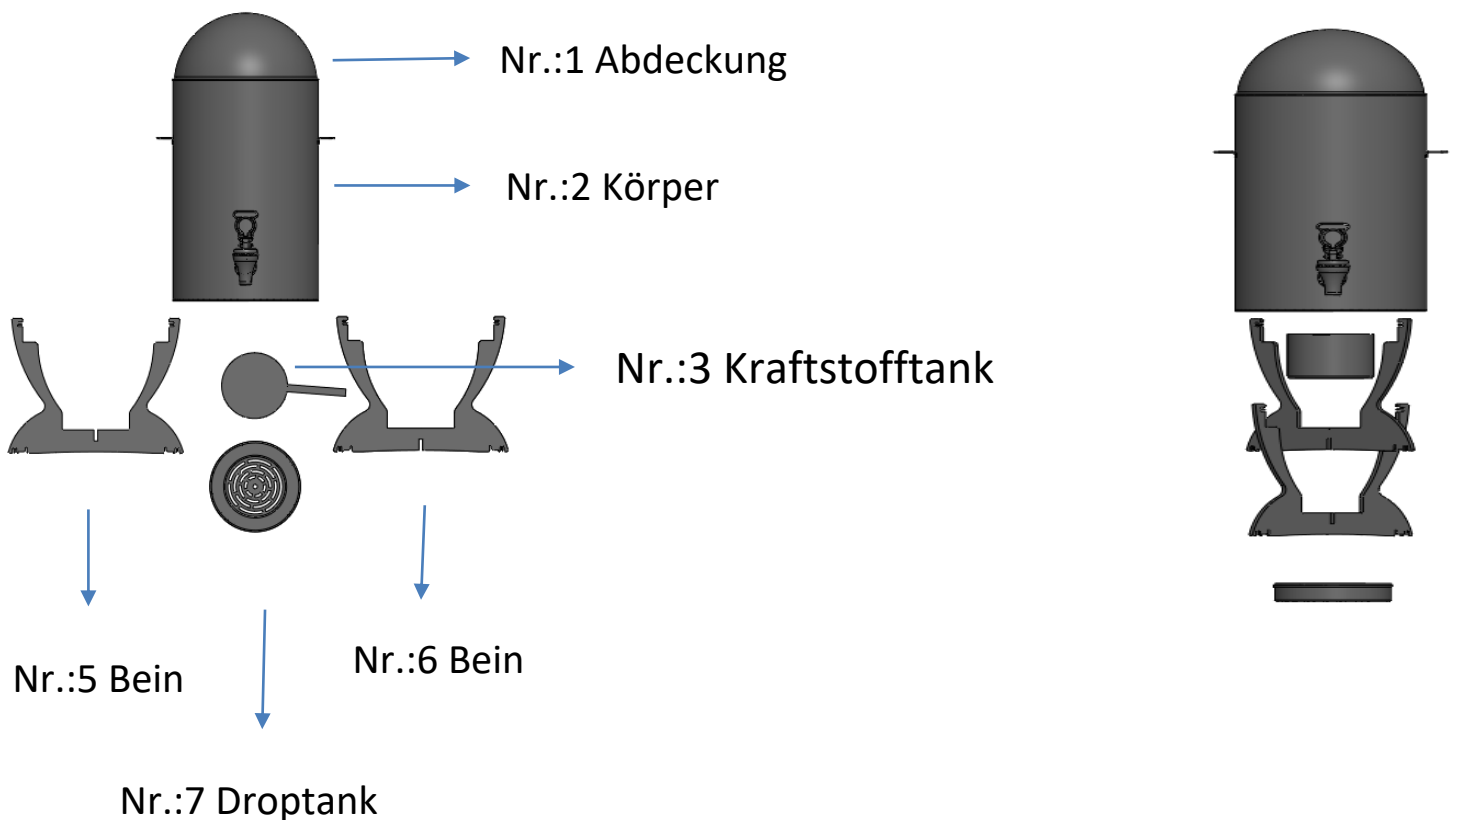 Nr.:1 Abdeckung
Nr.:2 Körper
Nr.:3 Kraftstofftank
Nr.:5 Bein
Nr.:6 Bein
Nr.:7 Droptank